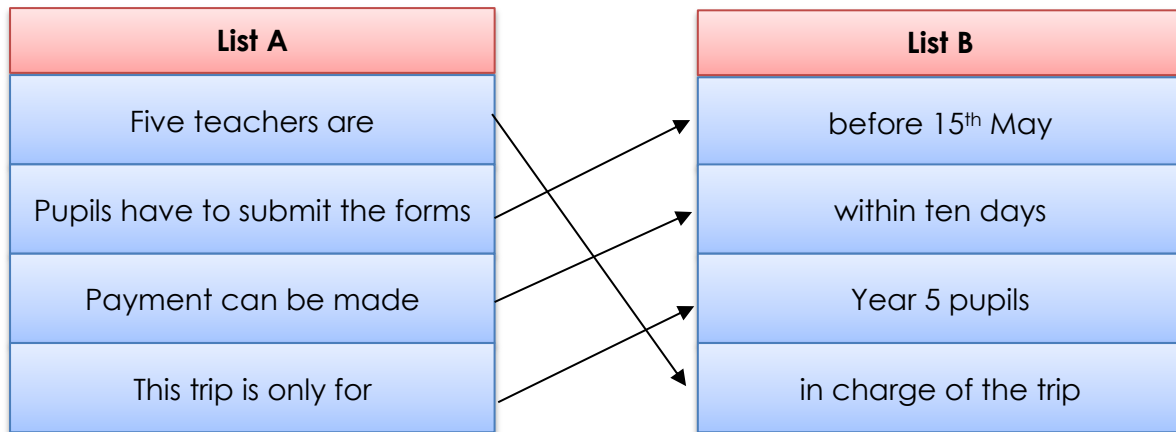 List A
List B
Five teachers are
before 15th May
Pupils have to submit the forms
within ten days
Payment can be made
Year 5 pupils
This trip is only for
in charge of the trip